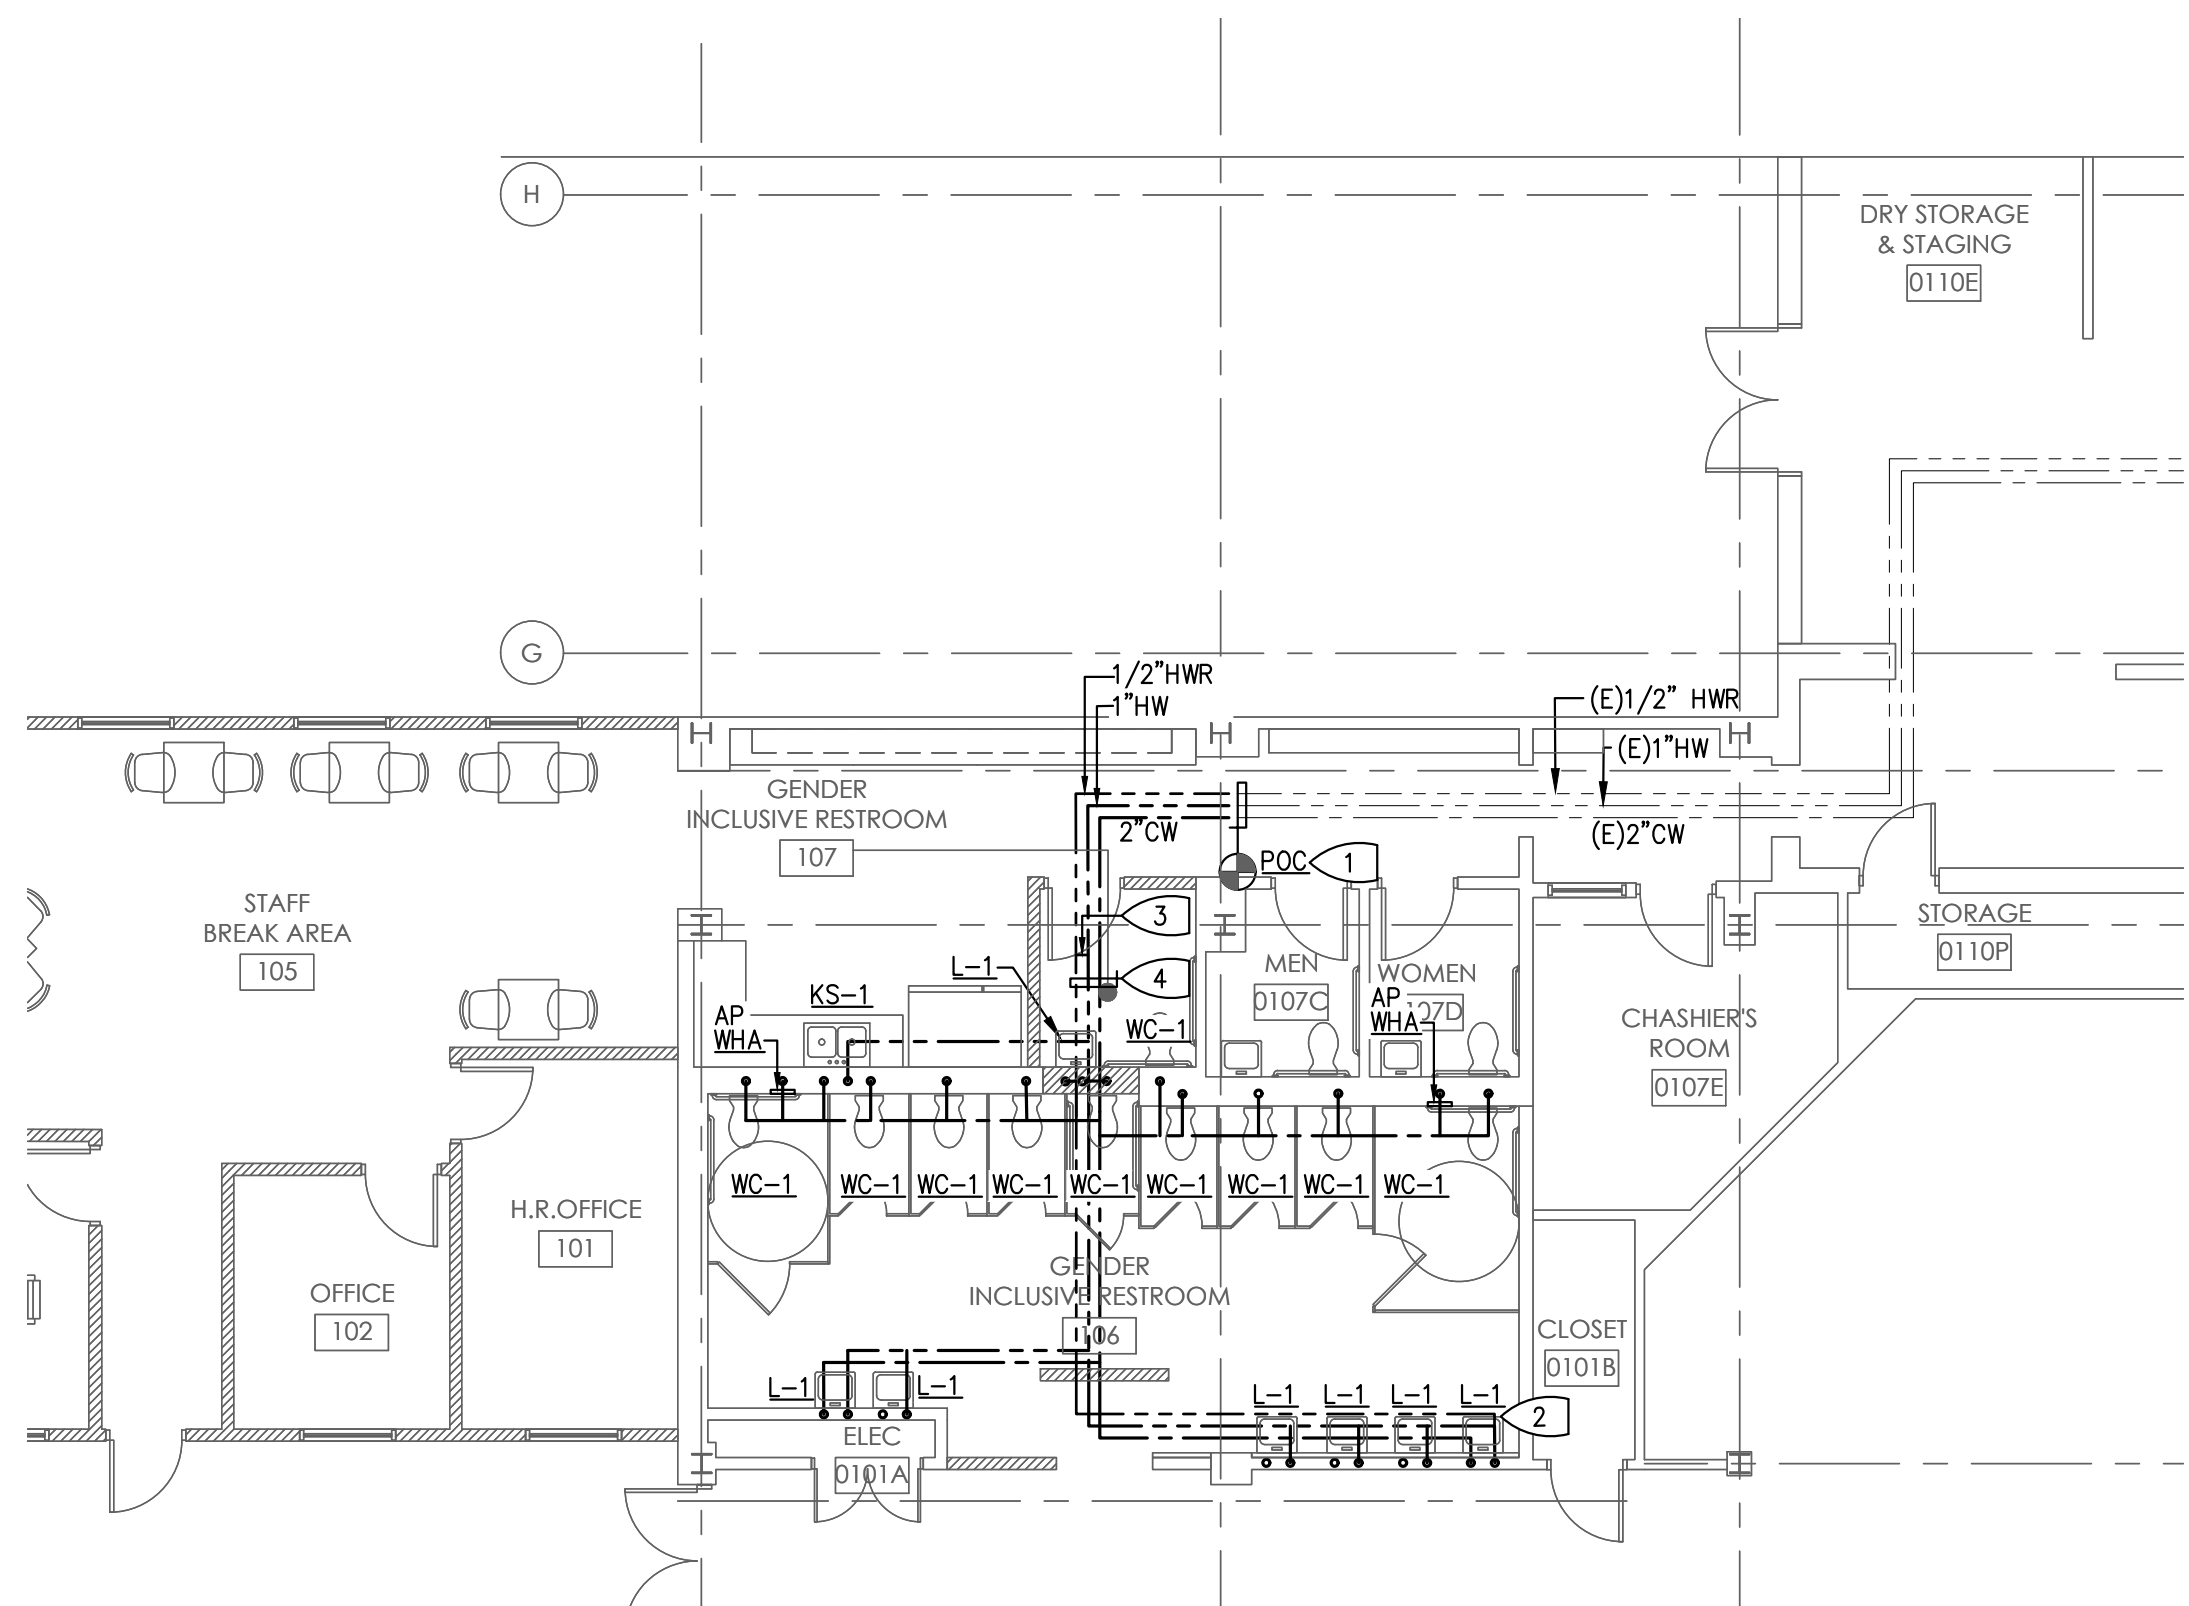 H
DRY STORAGE
& STAGING
0110E
G
1/2"HWR
1"HW
(E)1/2" HWR
(E)1"HW
2"CW
(E)2"CW
GENDER
INCLUSIVE RESTROOM
107
POC
1
STAFF
BREAK AREA
105
3
4
STORAGE
0110P
MEN
0107C
WOMEN
07D
L-1
KS-1
AP
WHA
AP
WHA
WC-1
CHASHIER'S
ROOM
0107E
WC-1
WC-1
WC-1
WC-1
WC-1
WC-1
WC-1
WC-1
WC-1
H.R.OFFICE
101
GENDER
INCLUSIVE RESTROOM
106
OFFICE
102
CLOSET
0101B
L-1
L-1
L-1
L-1
L-1
L-1
2
ELEC
0101A